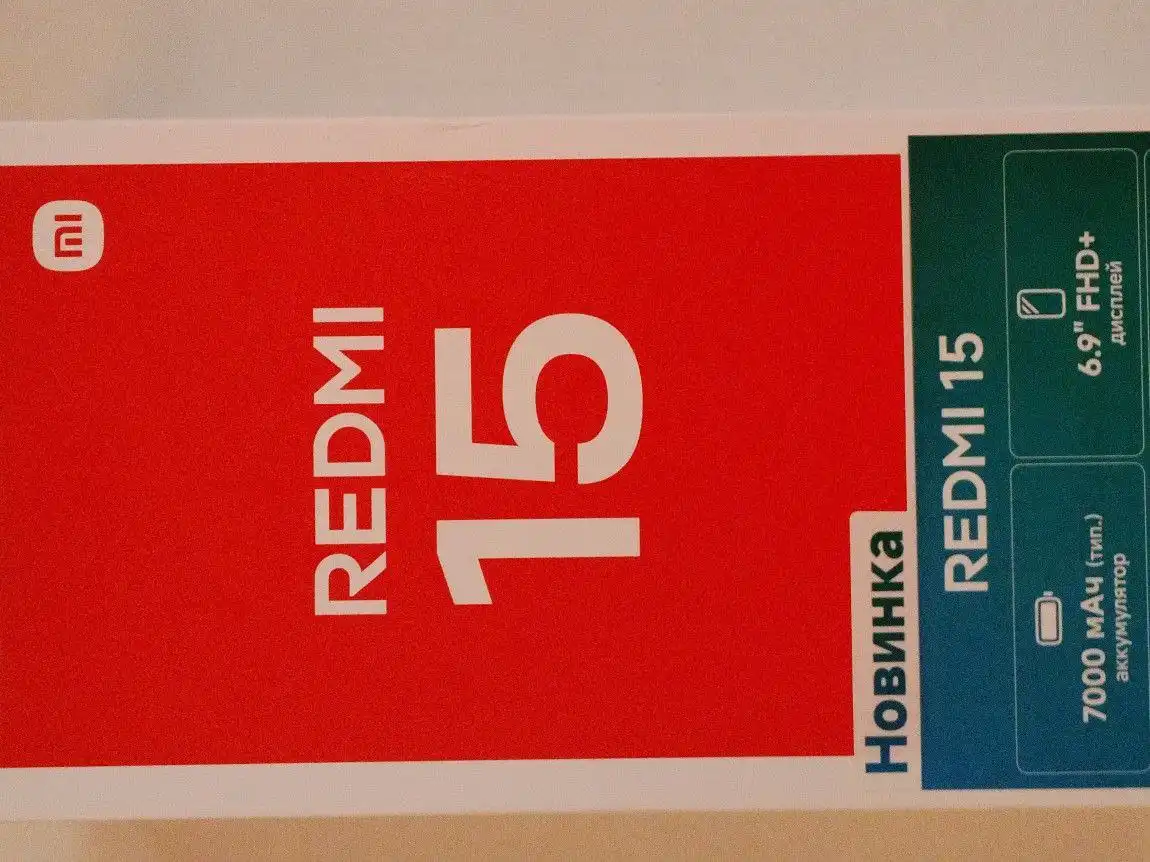 mi
REDMI
15
Новинка
REDMI 15
7000 мАч (тип.)
аккумулятор
6.9" FHD+
дисплей